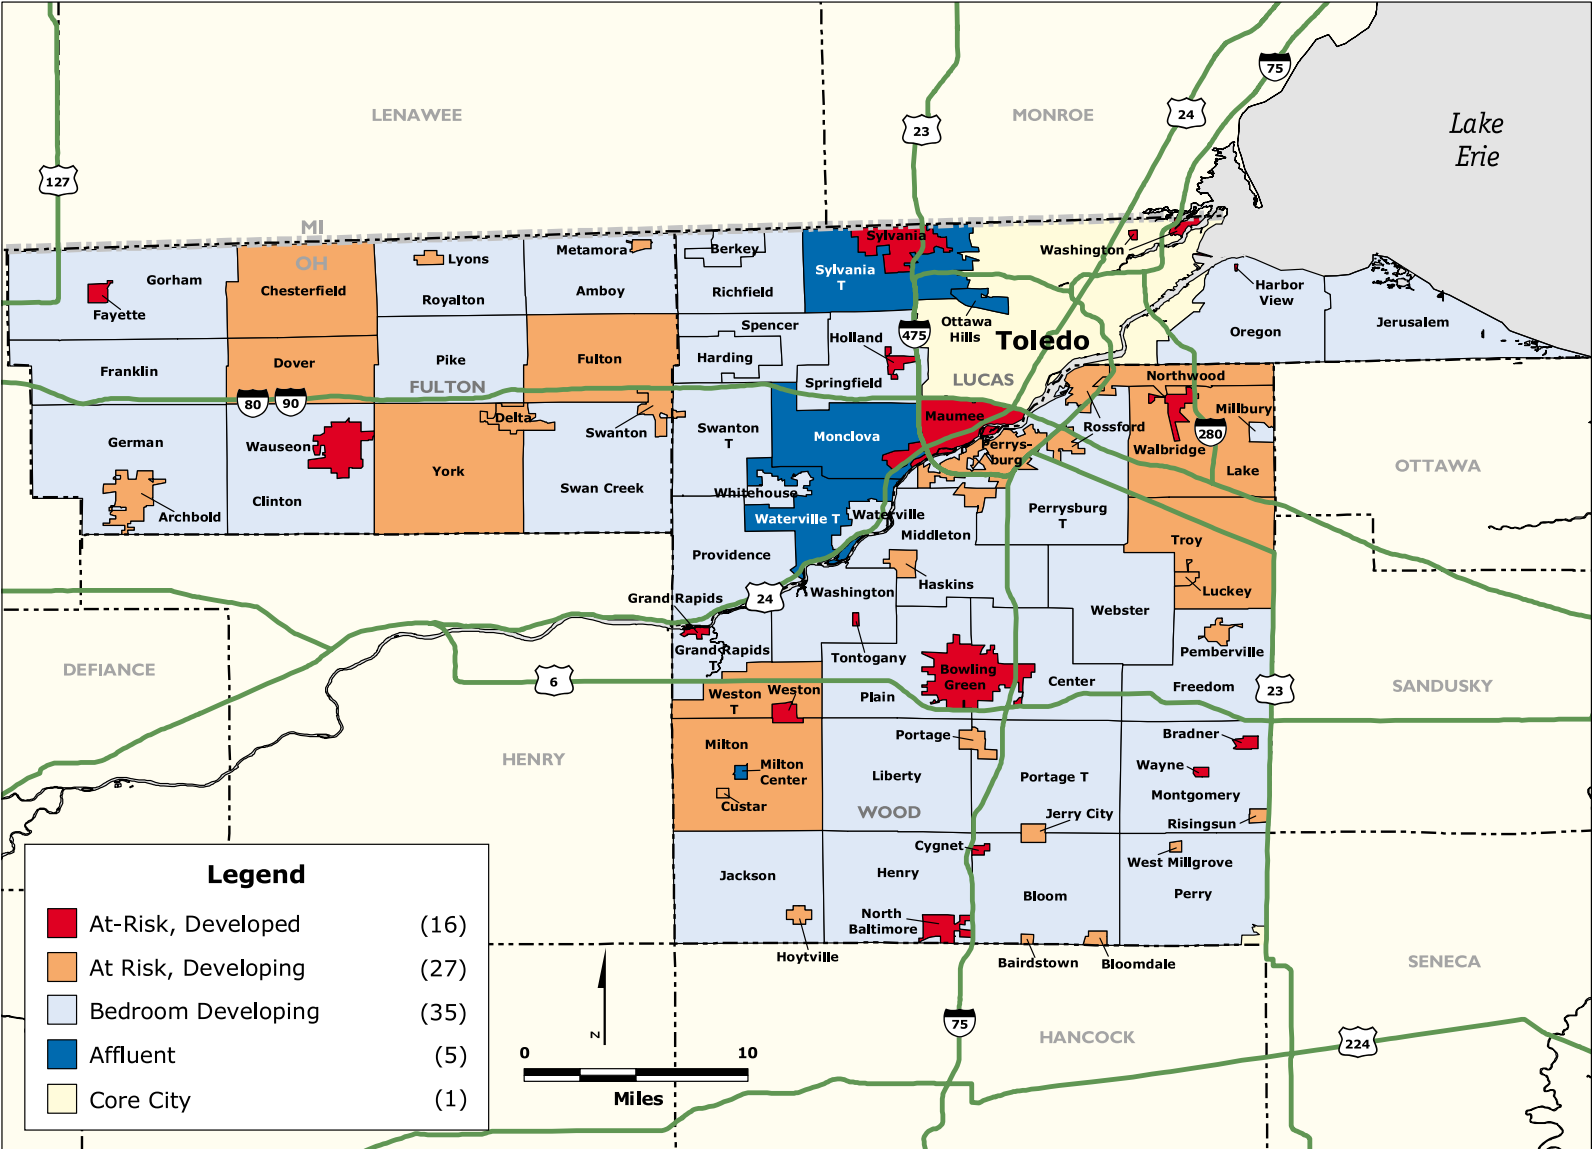 LENAWEE
MONROE
Lake
Erie
75
24
23
127
MI
OH
Sylvania
Washington
Gorham
Fayette
Chesterfield
Lyons
Royalton
Metamora
Amboy
Berkey
Richfield
Sylvania
T
Ottawa
Hills
Harbor
View
Oregon
Jerusalem
Franklin
Dover
Pike
FULTON
Fulton
Spencer
Harding
Holland
Springfield
475
Toledo
LUCAS
Northwood
Millbury
80
90
German
Wauseon
Clinton
Archbold
York
Delta
Swanton
Swan Creek
Swanton
T
Monclova
Maumee
Perrys-
burg
Rossford
Walbridge
280
Lake
OTTAWA
Whitehouse
Waterville T
Waterville
Middleton
Perrysburg
T
Troy
Luckey
Providence
Haskins
Washington
Webster
Grand Rapids
24
Grand Rapids
T
Tontogany
Pemberville
DEFIANCE
6
Weston
T
Weston
Plain
Bowling
Green
Center
Freedom
23
SANDUSKY
HENRY
Milton
Milton
Center
Custar
Portage
Liberty
WOOD
Portage T
Jerry City
Bradner
Wayne
Montgomery
Risingsun
Jackson
Hoytville
Henry
Cygnet
North
Baltimore
Bloom
Bairdstown
Bloomdale
West Millgrove
Perry
SENECA
HANCOCK
75
224
Legend
At-Risk, Developed (16)
At Risk, Developing (27)
Bedroom Developing (35)
Affluent (5)
Core City (1)
N
0 10
Miles